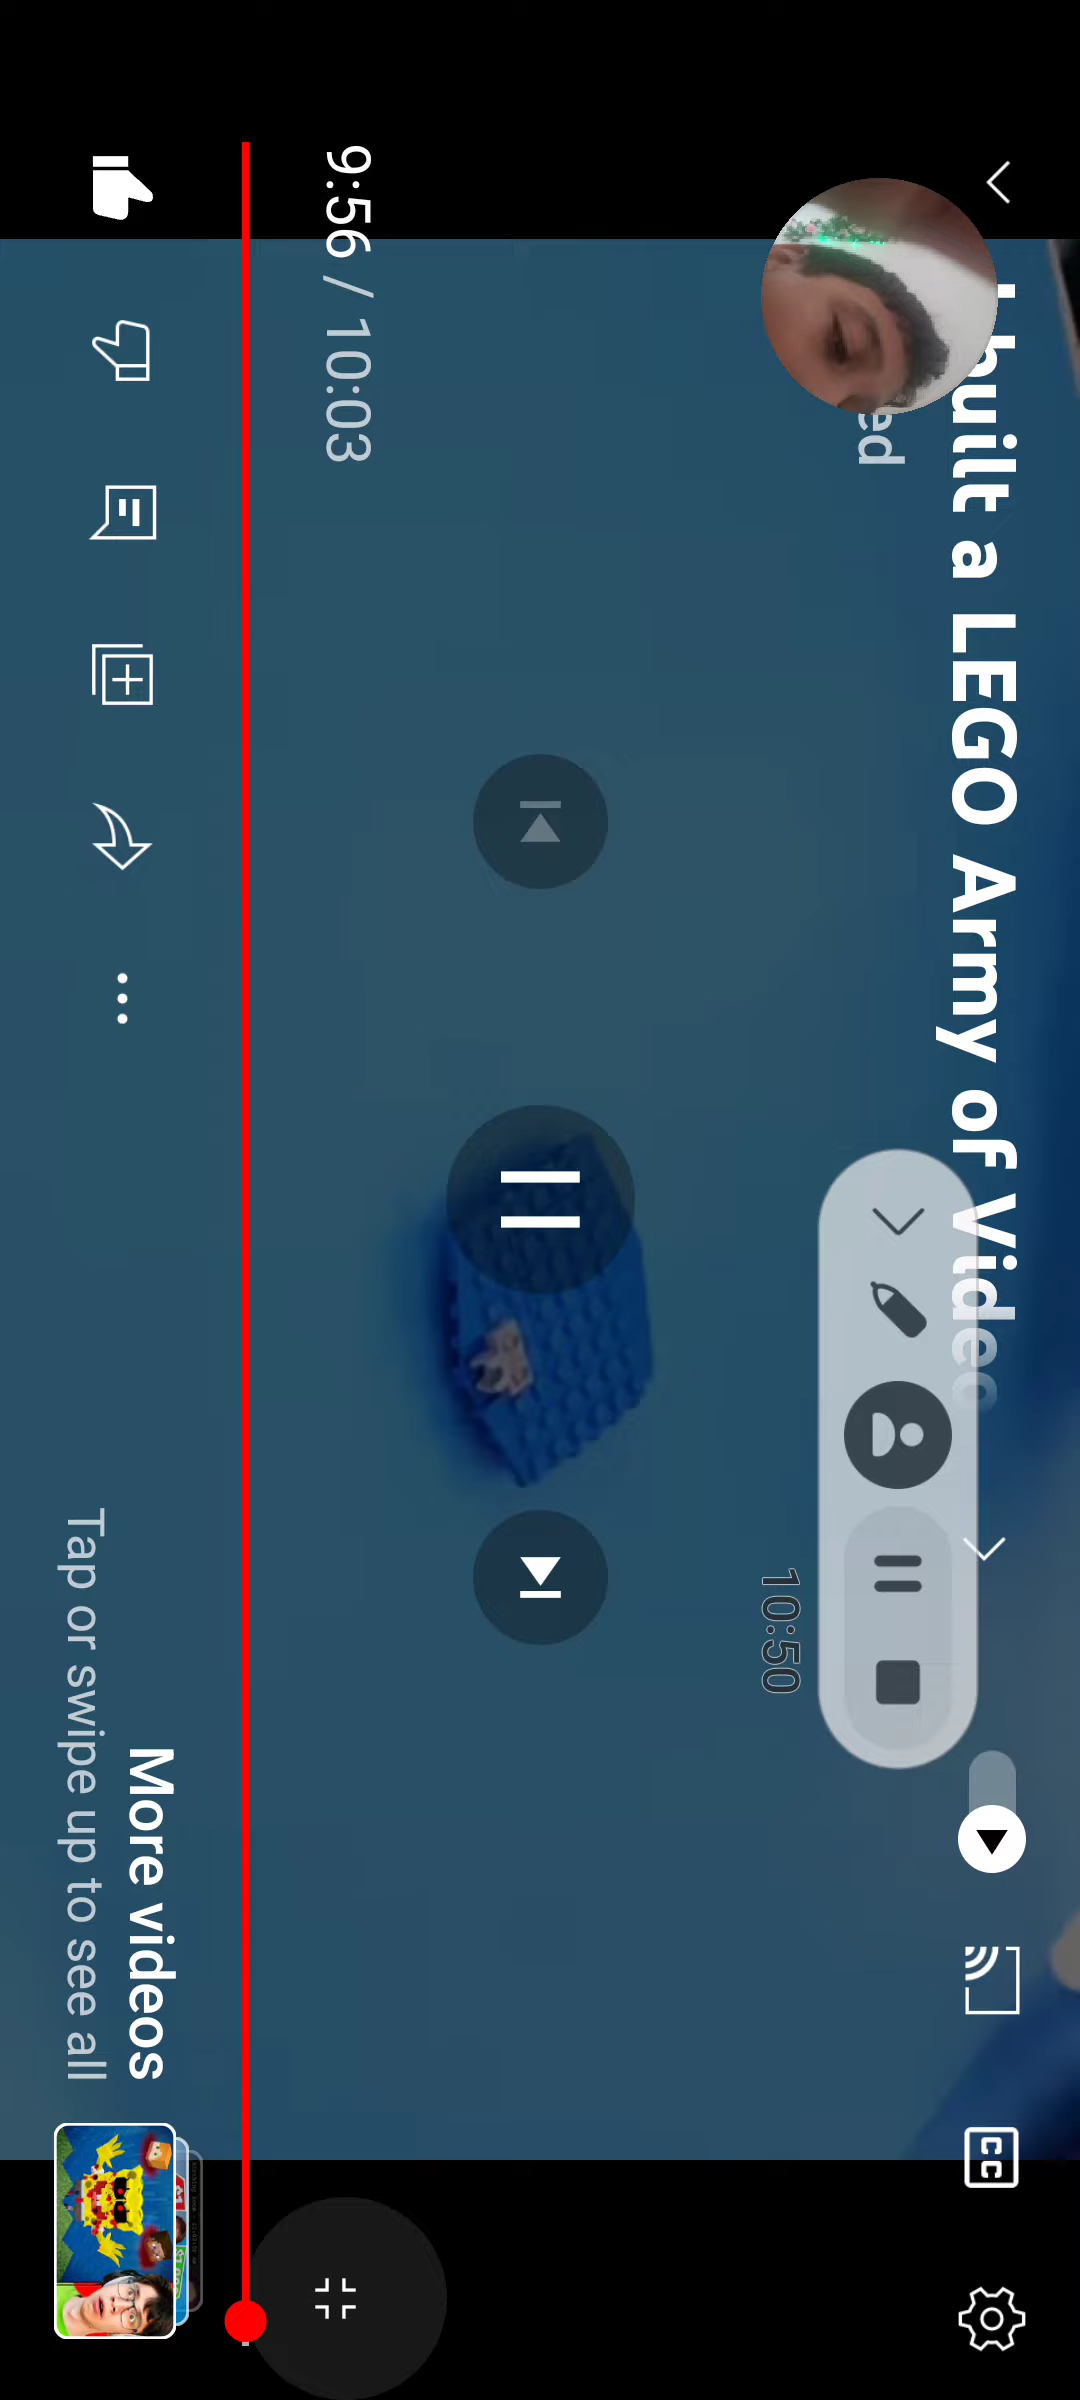 I built a LEGO Army of Video
ed
10:50
9:56 / 10:03
More videos
Tap or swipe up to see all
CC